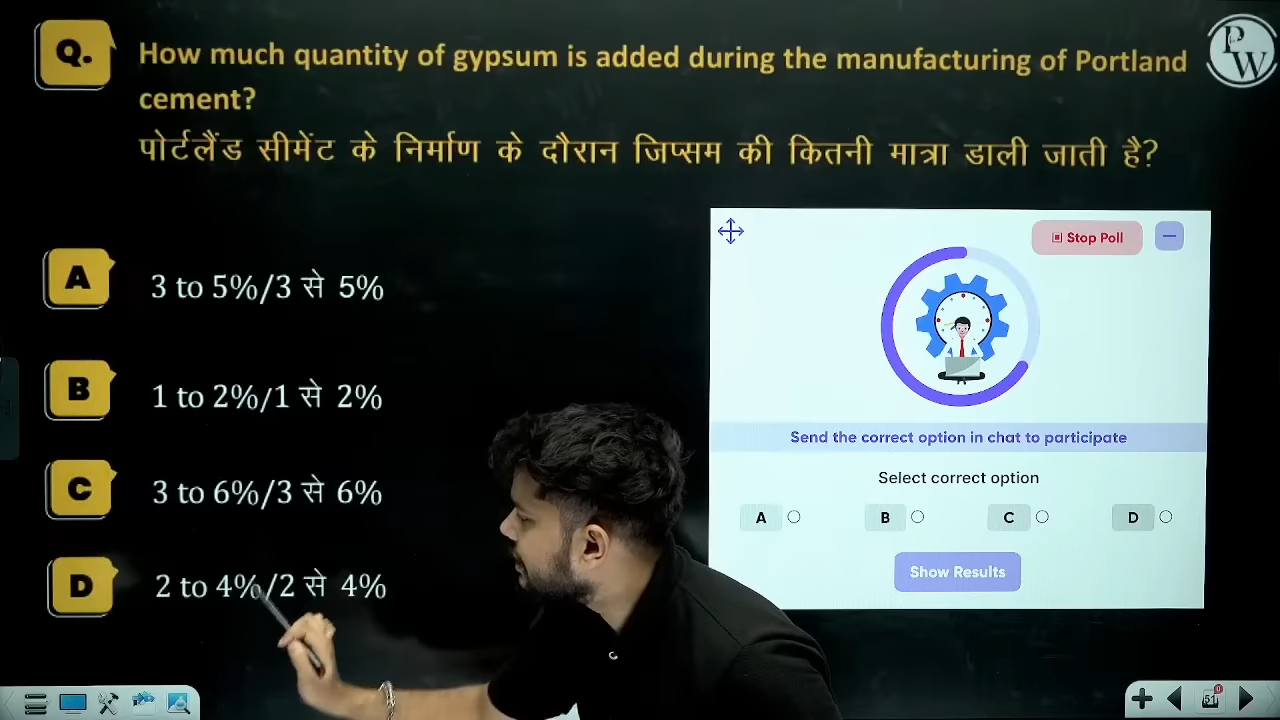 Q.
How much quantity of gypsum is added during the manufacturing of Portland
cement?
पोर्टलैंड सीमेंट के निर्माण के दौरान जिप्सम की कितनी मात्रा डाली जाती है?
PW
A
3 to 5%/3 से 5%
B
1 to 2%/1 से 2%
C
3 to 6%/3 से 6%
D
2 to 4%/2 से 4%
Stop Poll
Send the correct option in chat to participate
Select correct option
A B C D
Show Results
51